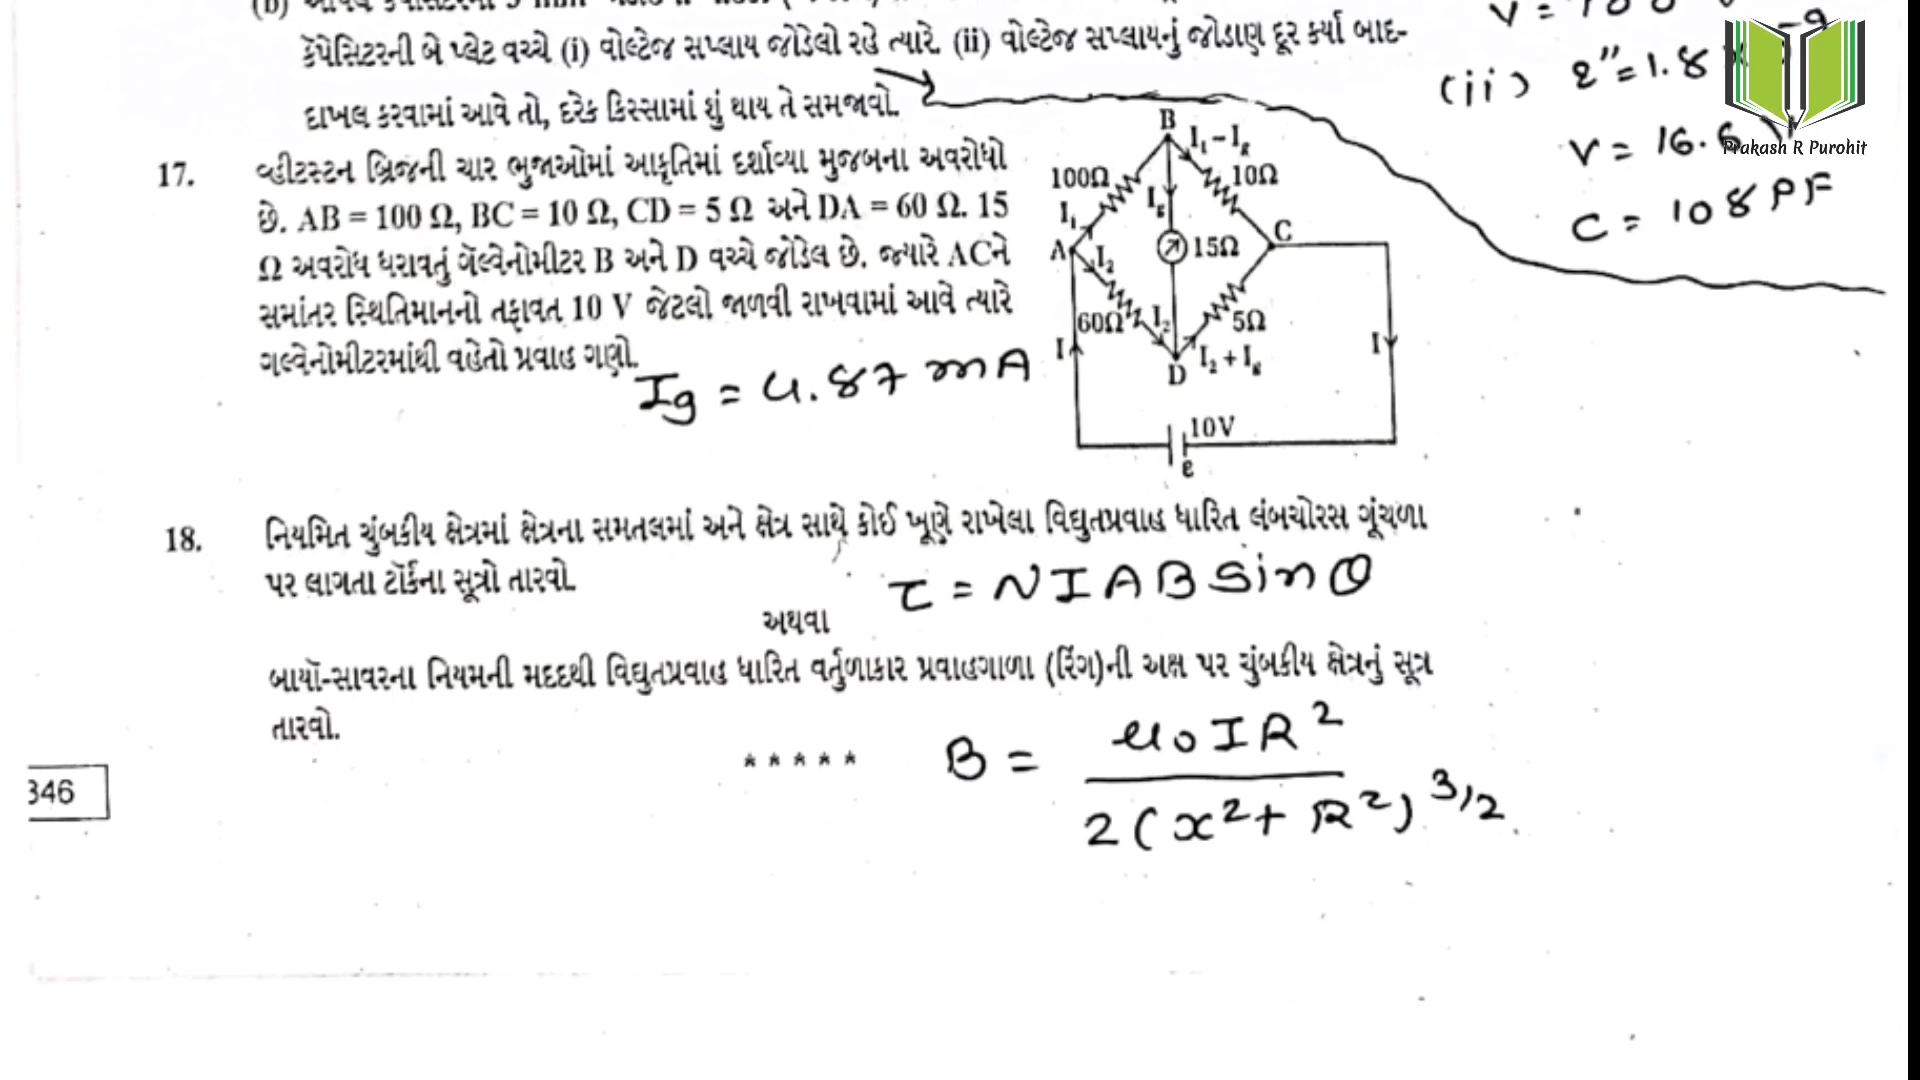 કૅપેસિટરની બે પ્લેટ વચ્ચે (i) વોલ્ટેજ સપ્લાય જોડેલો રહે ત્યારે. (ii) વોલ્ટેજ સપ્લાયનું જોડાણ દૂર કર્યા બાદ-
દાખલ કરવામાં આવે તો, દરેક કિસ્સામાં શું થાય તે સમજાવો.
(ii)
V = 16.6
Prakash R Purohit
C = 108 PF
17. વ્હીટસ્ટન બ્રિજની ચાર ભુજાઓમાં આકૃતિમાં દર્શાવ્યા મુજબના અવરોધો
છે. AB = 100 Ω, BC = 10 Ω, CD = 5 Ω અને DA = 60 Ω. 15
Ω અવરોધ ધરાવતું ગૅલ્વેનોમીટર B અને D વચ્ચે જોડેલ છે. જ્યારે ACને
સમાંતર સ્થિતિમાનનો તફાવત 10 V જેટલો જાળવી રાખવામાં આવે ત્યારે
ગલ્વેનોમીટરમાંથી વહેતો પ્રવાહ ગણો.
Ig = 4.87 mA
B
I₁ – Ig
100Ω
10Ω
I₁
Ig
A
I₂
15Ω
C
60Ω
I₂
5Ω
I
I
D
I₂ + Ig
10V
ε
18. નિયમિત ચુંબકીય ક્ષેત્રમાં ક્ષેત્રના સમતલમાં અને ક્ષેત્ર સાથે કોઈ ખૂણે રાખેલા વિદ્યુતપ્રવાહ ધારિત લંબચોરસ ગૂંચળા
પર લાગતા ટૉર્કના સૂત્રો તારવો.
τ = NIAB sin θ
અથવા
બાયૉ-સાવરના નિયમની મદદથી વિદ્યુતપ્રવાહ ધારિત વર્તુળાકાર પ્રવાહગાળા (રિંગ)ની અક્ષ પર ચુંબકીય ક્ષેત્રનું સૂત્ર
તારવો.
* * * * *
B = μ₀IR² / 2(x² + R²)^3/2
346